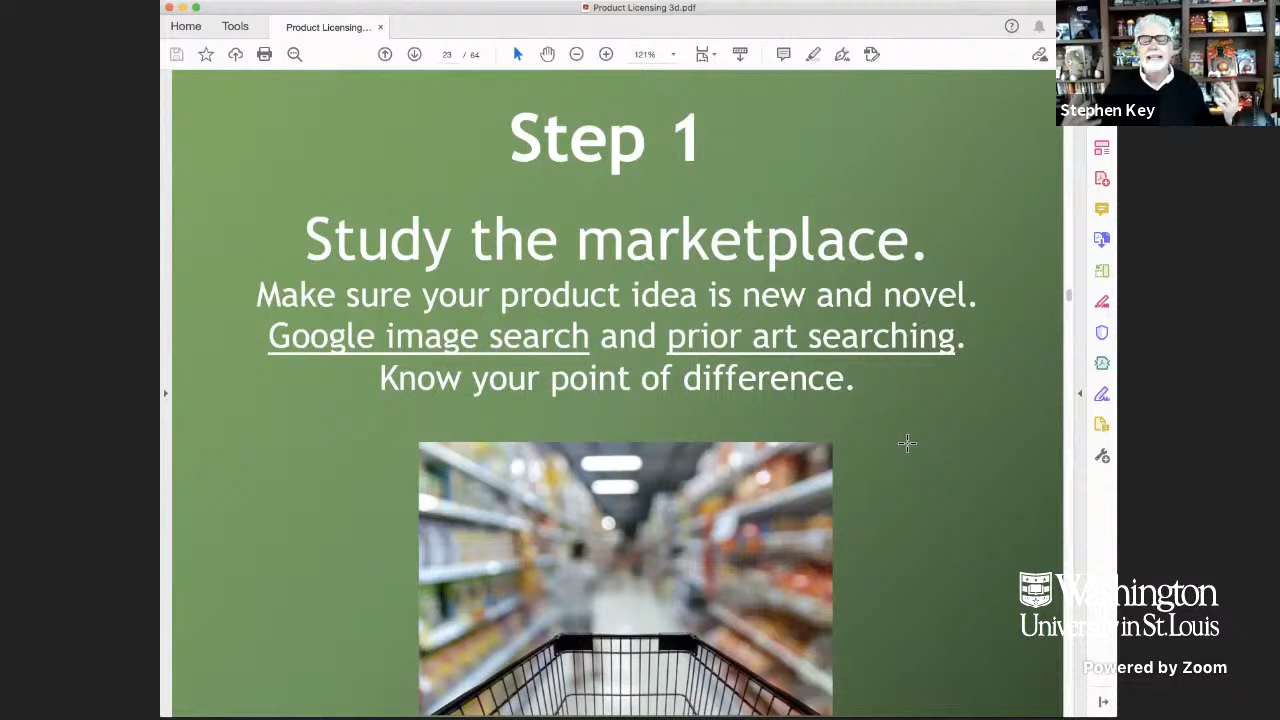 Product Licensing 3d.pdf
Home
Tools
Product Licensing...
/ 64
121%
Stephen Key
Step 1
Study the marketplace.
Make sure your product idea is new and novel.
Google image search and prior art searching.
Know your point of difference.
Washington
University in St. Louis
Powered by Zoom